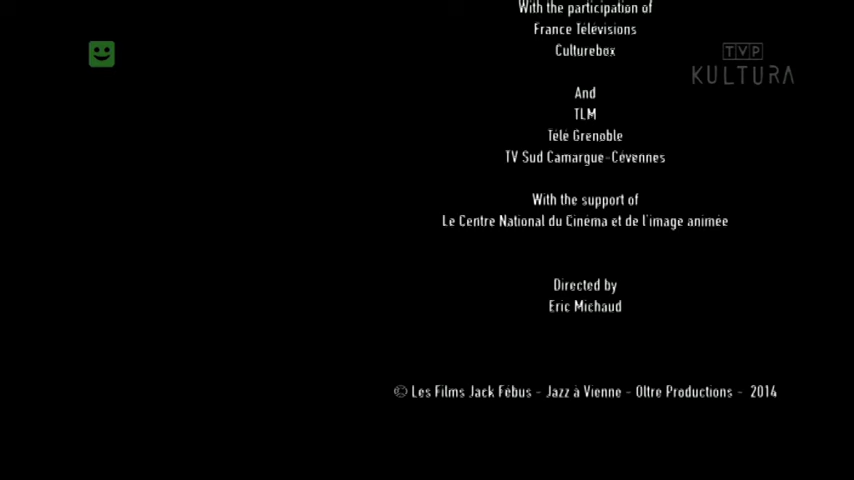 With the participation of
France Télévisions
Culturebox
TVP
KULTURA
And
TLM
Télé Grenoble
TV Sud Camargue-Cévennes
With the support of
Le Centre National du Cinéma et de l'image animée
Directed by
Eric Michaud
© Les Films Jack Fébus - Jazz à Vienne - Oltre Productions - 2014